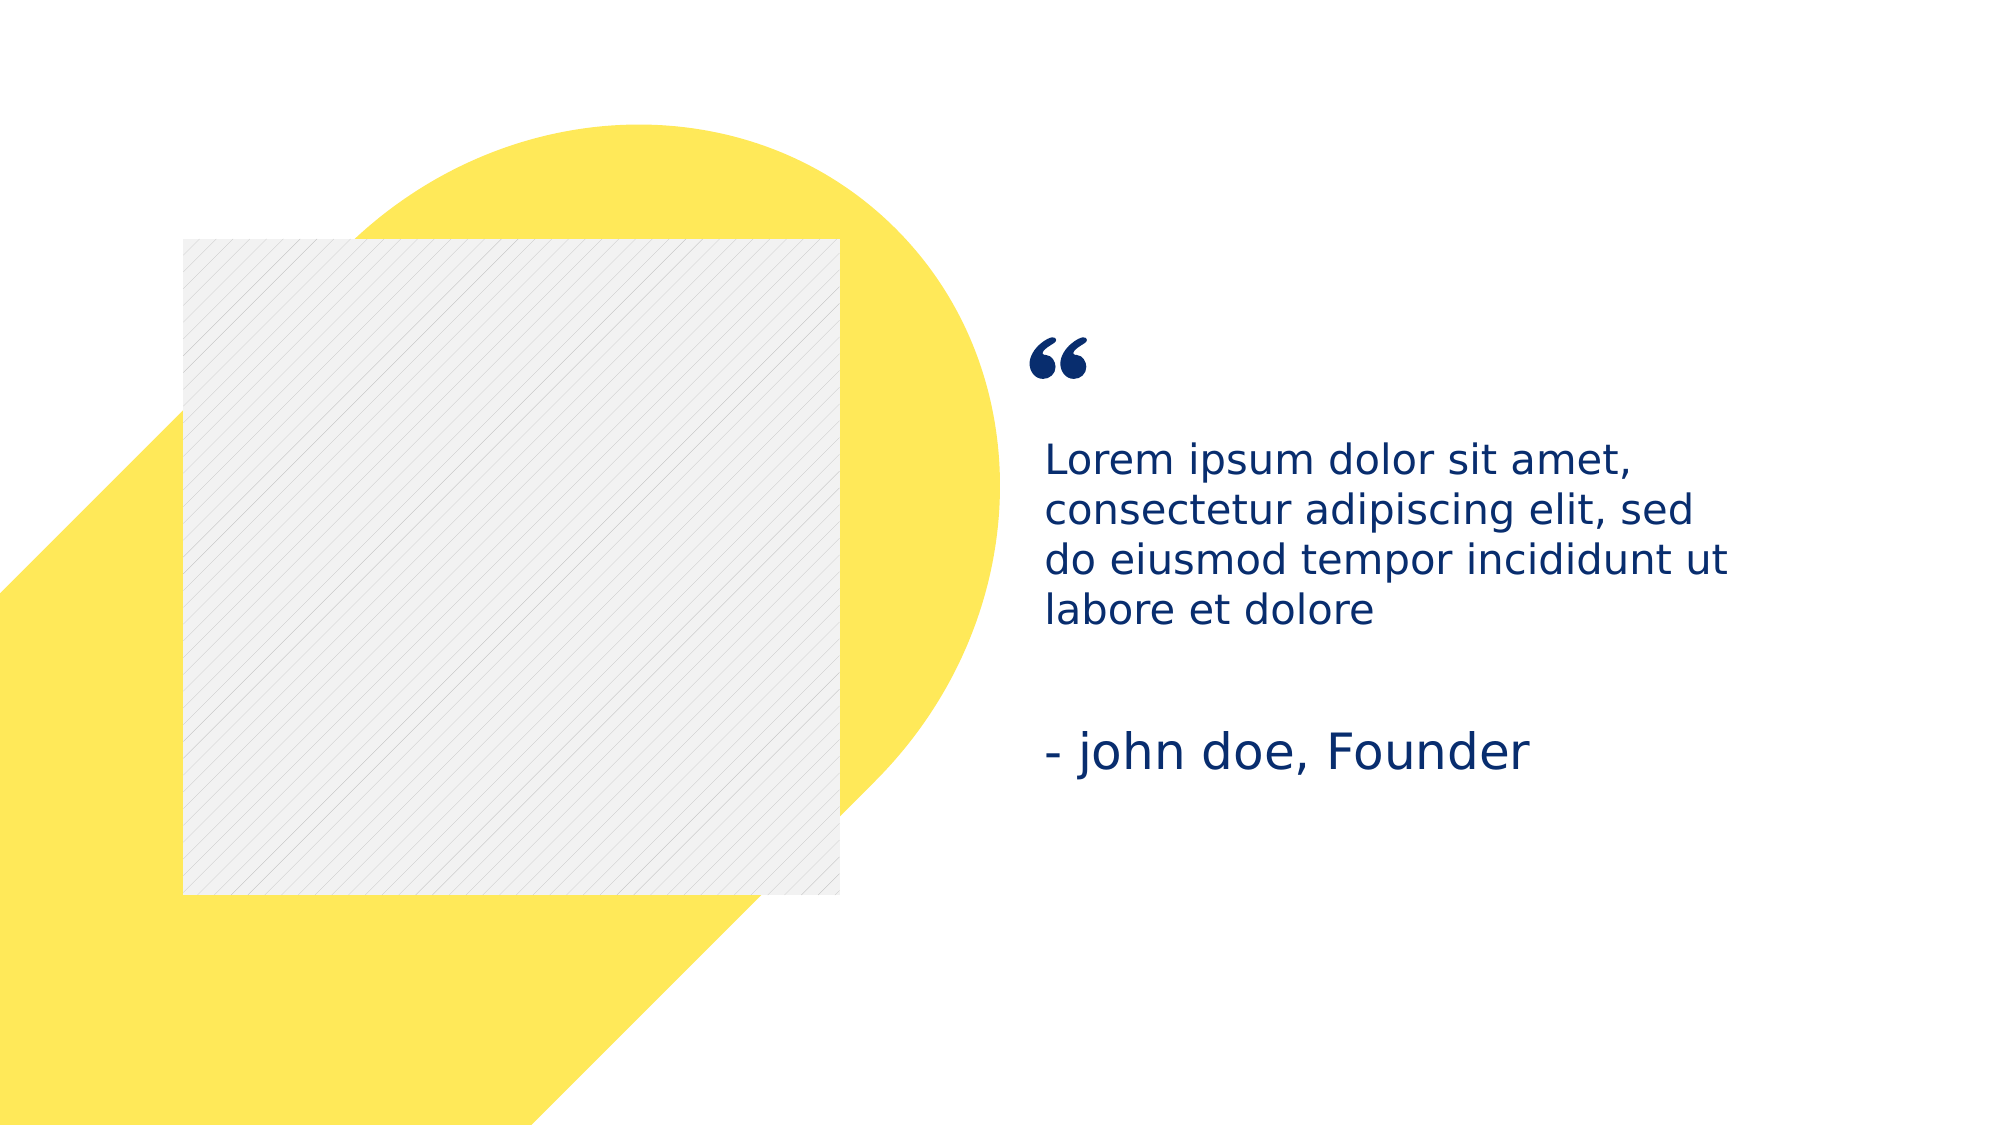 “
Lorem ipsum dolor sit amet,
consectetur adipiscing elit, sed
do eiusmod tempor incididunt ut
labore et dolore
- john doe, Founder